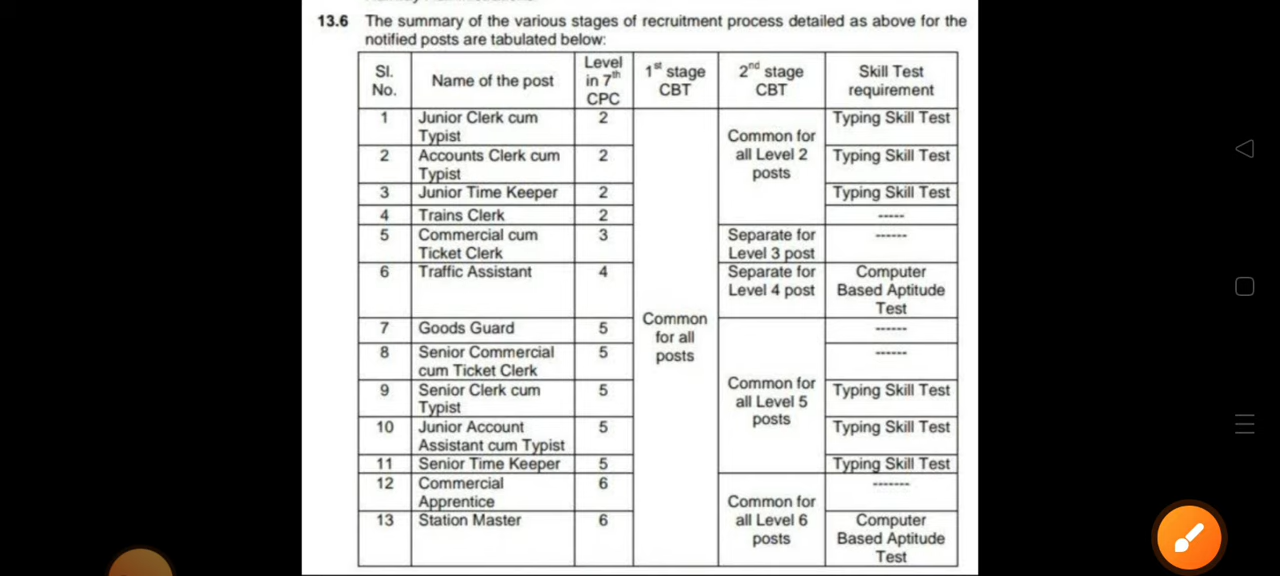 13.6 The summary of the various stages of recruitment process detailed as above for the
notified posts are tabulated below:
Sl. No. Name of the post Level in 7th CPC 1st stage CBT 2nd stage CBT Skill Test requirement
Common for all posts
Common for all Level 2 posts
1 Junior Clerk cum Typist 2 Typing Skill Test
2 Accounts Clerk cum Typist 2 Typing Skill Test
3 Junior Time Keeper 2 Typing Skill Test
4 Trains Clerk 2 -----
5 Commercial cum Ticket Clerk 3 Separate for Level 3 post ------
6 Traffic Assistant 4 Separate for Level 4 post Computer Based Aptitude Test
Common for all Level 5 posts
7 Goods Guard 5 ------
8 Senior Commercial cum Ticket Clerk 5 ------
9 Senior Clerk cum Typist 5 Typing Skill Test
10 Junior Account Assistant cum Typist 5 Typing Skill Test
11 Senior Time Keeper 5 Typing Skill Test
Common for all Level 6 posts
12 Commercial Apprentice 6 -------
13 Station Master 6 Computer Based Aptitude Test